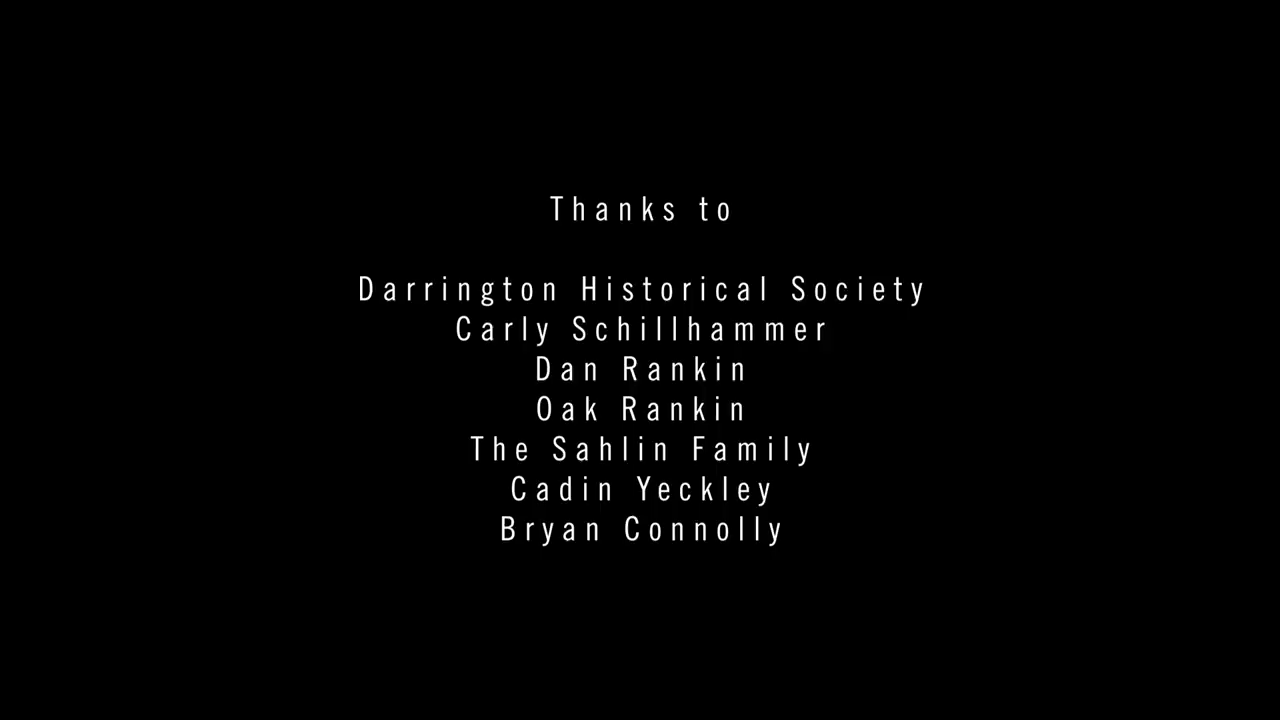 Thanks to
Darrington Historical Society
Carly Schillhammer
Dan Rankin
Oak Rankin
The Sahlin Family
Cadin Yeckley
Bryan Connolly